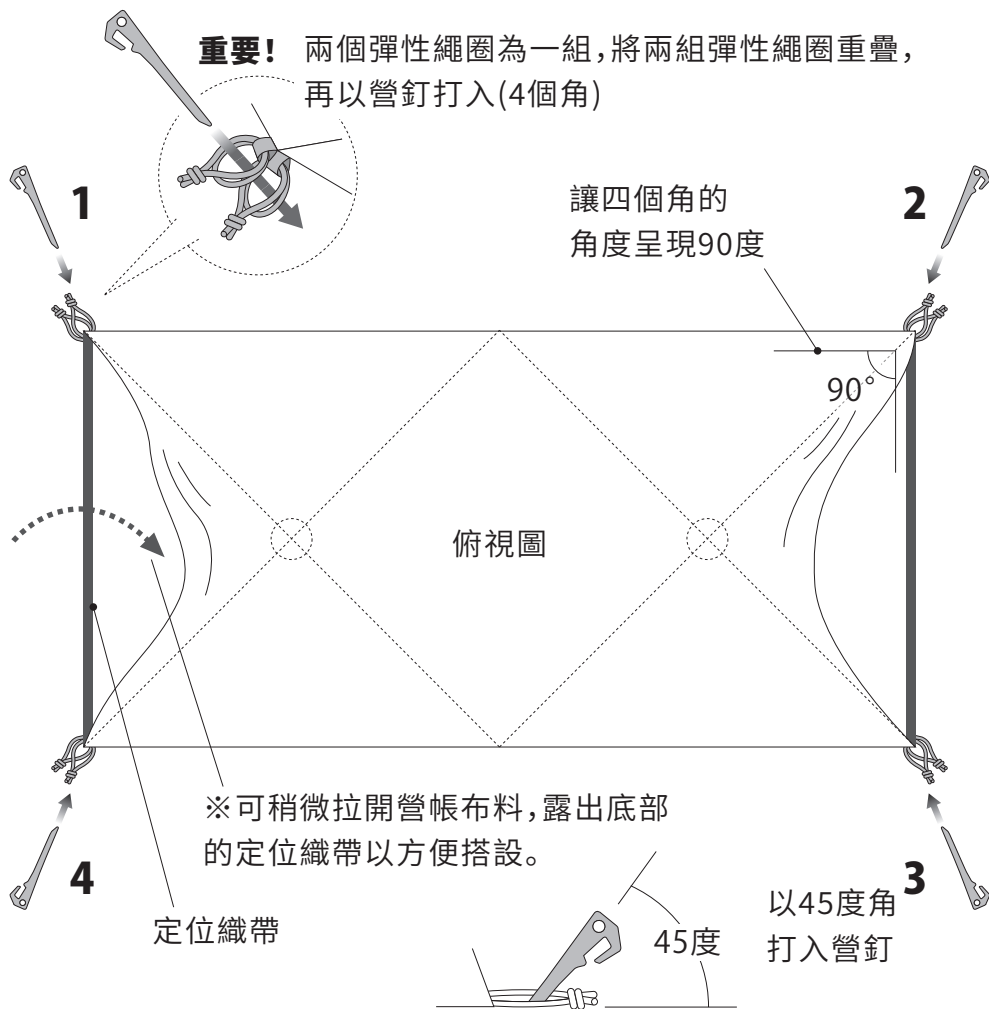 重要! 兩個彈性繩圈為一組,將兩組彈性繩圈重疊,
再以營釘打入(4個角)
1
2
讓四個角的
角度呈現90度
90°
俯視圖
※可稍微拉開營帳布料,露出底部
的定位織帶以方便搭設。
4
3
定位織帶
45度
以45度角
打入營釘